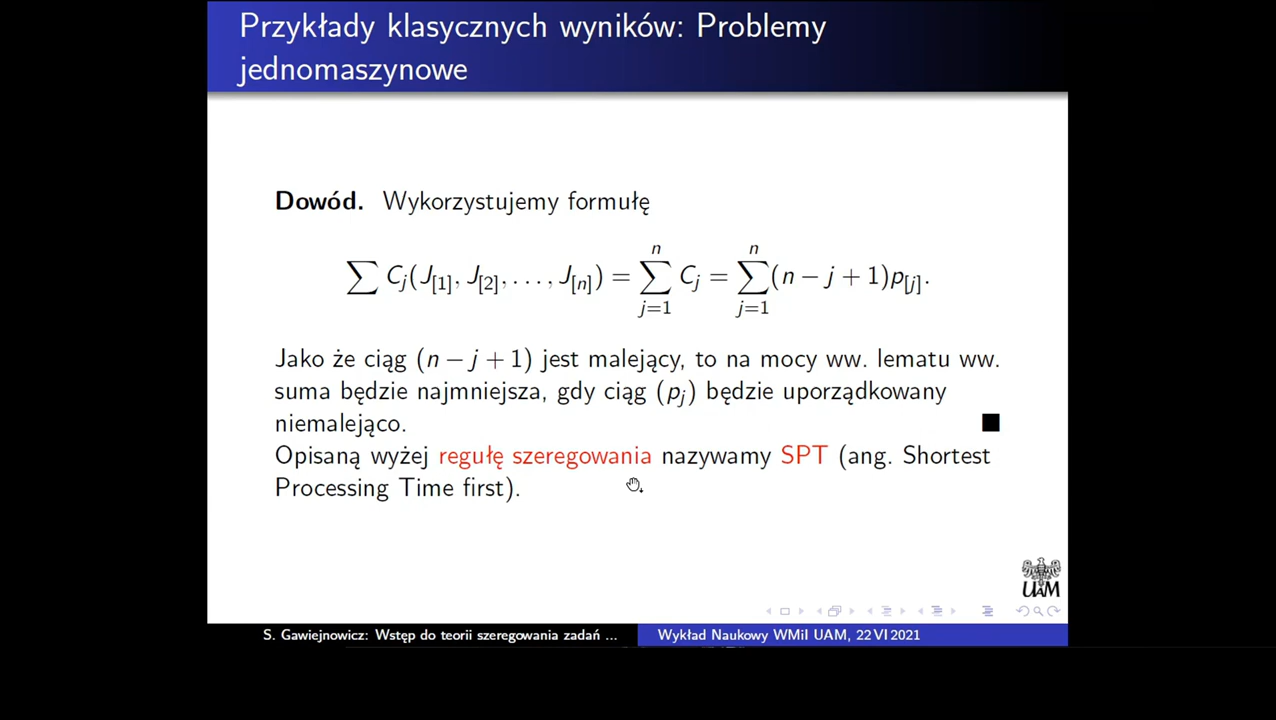 Przykłady klasycznych wyników: Problemy
jednomaszynowe
Dowód. Wykorzystujemy formułę
∑ C_j(J_[1], J_[2], . . . , J_[n]) = ∑_{j=1}^{n} C_j = ∑_{j=1}^{n} (n − j + 1)p_[j].
Jako że ciąg (n − j + 1) jest malejący, to na mocy ww. lematu ww.
suma będzie najmniejsza, gdy ciąg (p_j) będzie uporządkowany
niemalejąco. ■
Opisaną wyżej regułę szeregowania nazywamy SPT (ang. Shortest
Processing Time first).
UAM
S. Gawiejnowicz: Wstęp do teorii szeregowania zadań ... Wykład Naukowy WMiI UAM, 22 VI 2021